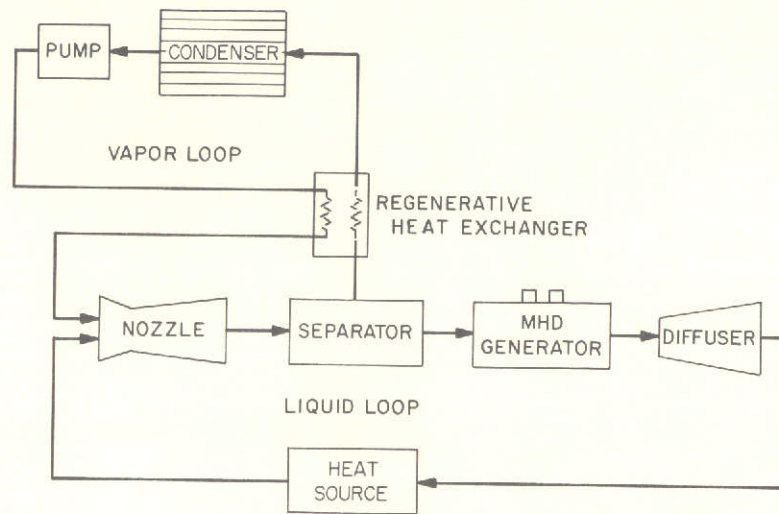 PUMP
CONDENSER
VAPOR LOOP
REGENERATIVE
HEAT EXCHANGER
NOZZLE
SEPARATOR
MHD
GENERATOR
DIFFUSER
LIQUID LOOP
HEAT
SOURCE